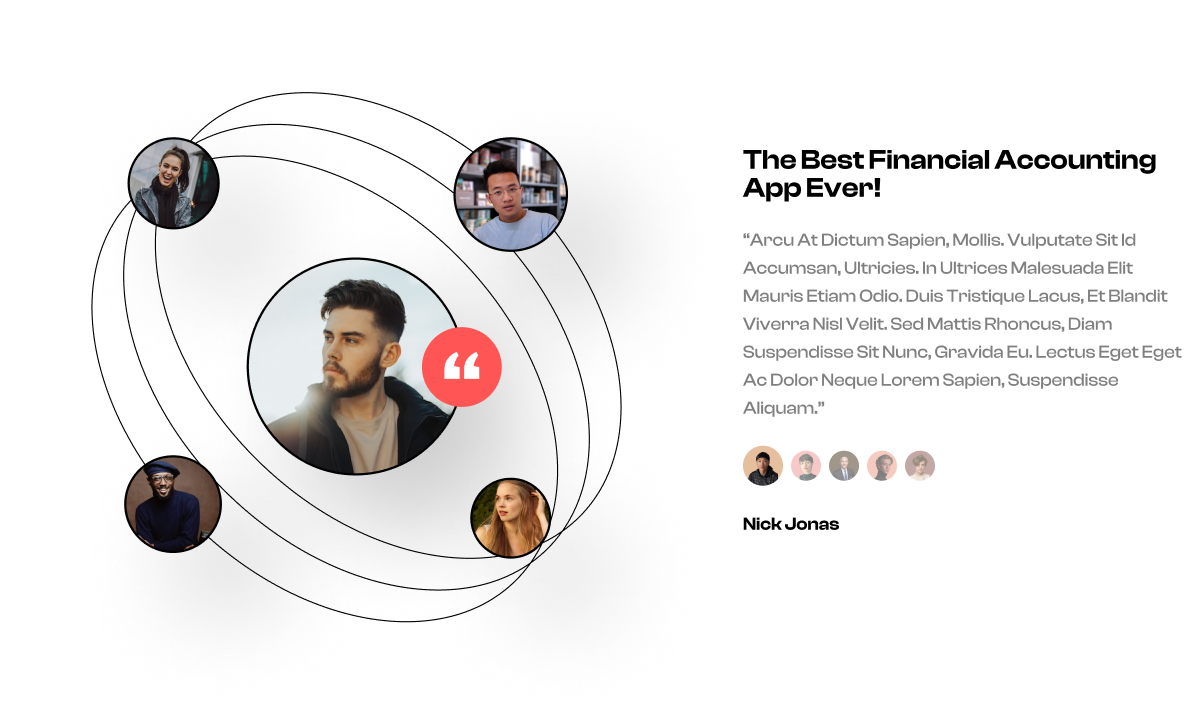 The Best Financial Accounting
App Ever!
“Arcu At Dictum Sapien, Mollis. Vulputate Sit Id
Accumsan, Ultricies. In Ultrices Malesuada Elit
Mauris Etiam Odio. Duis Tristique Lacus, Et Blandit
Viverra Nisl Velit. Sed Mattis Rhoncus, Diam
Suspendisse Sit Nunc, Gravida Eu. Lectus Eget Eget
Ac Dolor Neque Lorem Sapien, Suspendisse
Aliquam.”
Nick Jonas